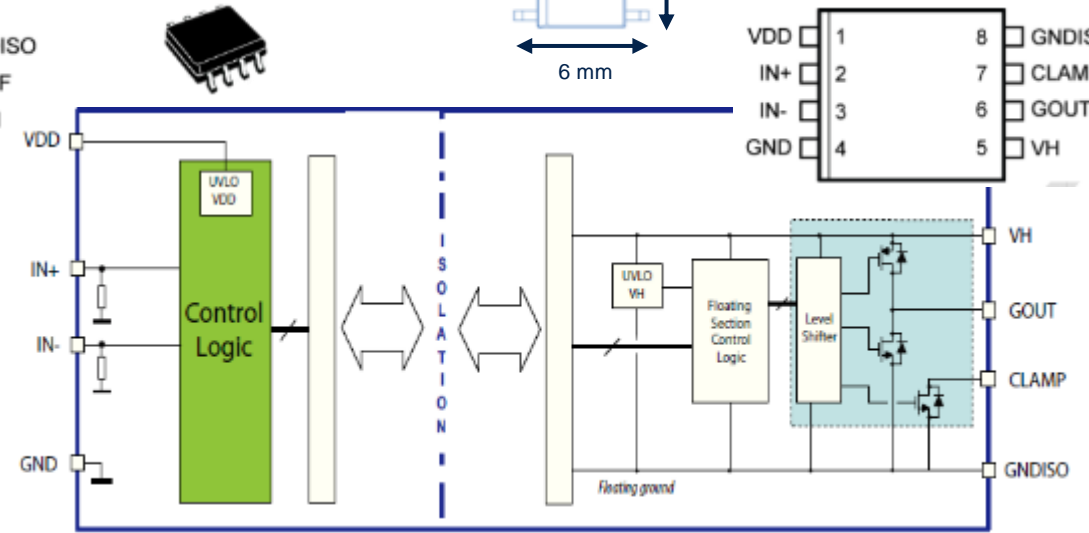 ISO
F
6 mm
VDD 1 8 GNDIS
IN+ 2 7 CLAM
IN- 3 6 GOUT
GND 4 5 VH
VDD
UVLO
VDD
IN+
IN-
Control
Logic
GND
ISOLATION
UVLO
VH
Floating
Section
Control
Logic
Level
Shifter
Floating ground
VH
GOUT
CLAMP
GNDISO